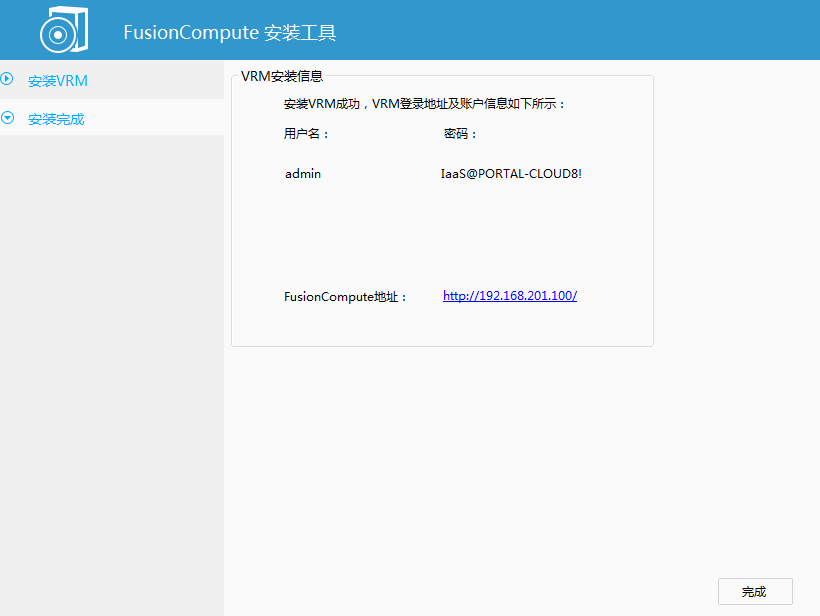 FusionCompute 安装工具
安装VRM
安装完成
VRM安装信息
安装VRM成功，VRM登录地址及账户信息如下所示：
用户名： 密码：
admin IaaS@PORTAL-CLOUD8!
FusionCompute地址： http://192.168.201.100/
完成